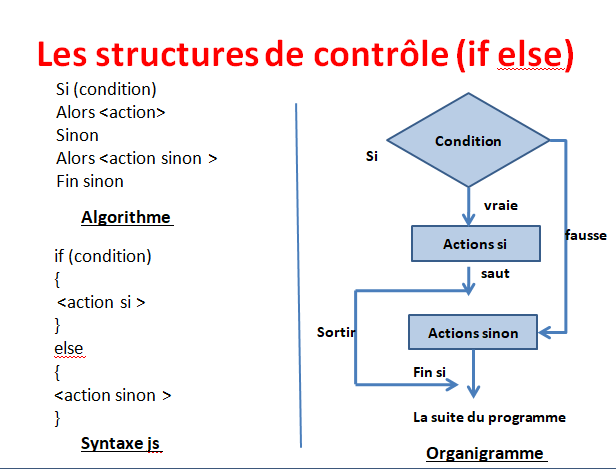 Les structures de contrôle (if else)
Si (condition)
Alors <action>
Sinon
Alors <action sinon >
Fin sinon
Algorithme
if (condition)
{
<action si >
}
else
{
<action sinon >
}
Syntaxe js
Condition
Si
vraie
fausse
Actions si
saut
Sortir
Actions sinon
Fin si
La suite du programme
Organigramme